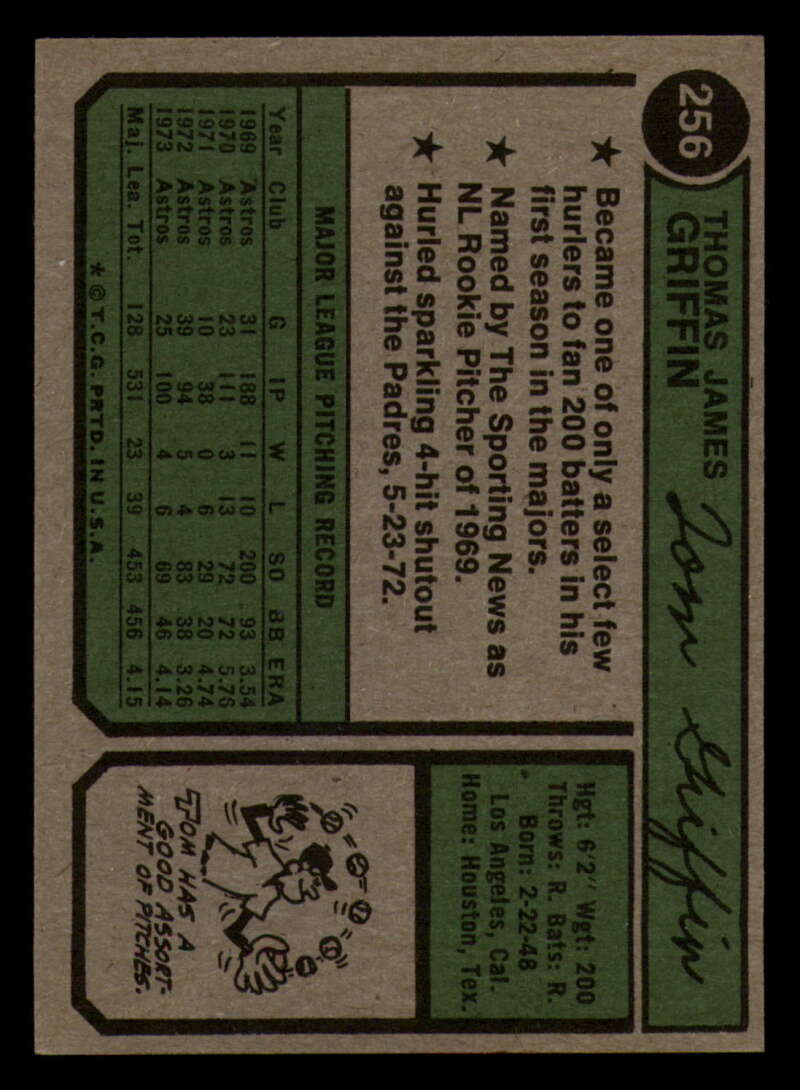 256
THOMAS JAMES
GRIFFIN
Tom Griffin
★ Became one of only a select few
hurlers to fan 200 batters in his
first season in the majors.
★ Named by The Sporting News as
NL Rookie Pitcher of 1969.
★ Hurled sparkling 4-hit shutout
against the Padres, 5-23-72.
MAJOR LEAGUE PITCHING RECORD
Year Club G IP W L SO BB ERA
1969 Astros 31 188 11 10 200 93 3.54
1970 Astros 23 111 3 13 72 72 5.76
1971 Astros 10 38 0 6 29 20 4.74
1972 Astros 39 94 5 4 83 38 3.26
1973 Astros 25 100 4 6 69 46 4.14
Maj. Lea. Tot. 128 531 23 39 453 456 4.15
* © T.C.G. PRTD. IN U.S.A.
Hgt: 6'2" Wgt: 200
Throws: R. Bats: R.
Born: 2-22-48
Los Angeles, Cal.
Home: Houston, Tex.
TOM HAS A
GOOD ASSORT-
MENT OF PITCHES.